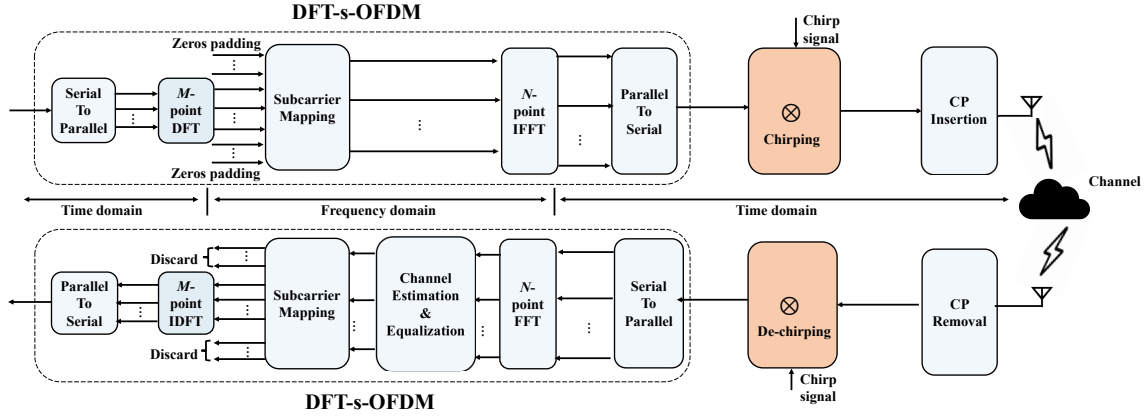 DFT-s-OFDM
Zeros padding
Serial
To
Parallel
M-
point
DFT
Zeros padding
Subcarrier
Mapping
N-
point
IFFT
Parallel
To
Serial
Chirp
signal
⊗
Chirping
CP
Insertion
Channel
Time domain
Frequency domain
Time domain
Parallel
To
Serial
Discard
M-
point
IDFT
Discard
Subcarrier
Mapping
Channel
Estimation
&
Equalization
N-
point
FFT
Serial
To
Parallel
⊗
De-chirping
Chirp
signal
CP
Removal
DFT-s-OFDM